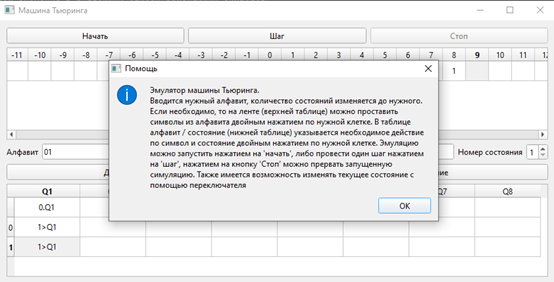 Машина Тьюринга
Начать Шаг Стоп
-11 -10 -9 -8 -7 -6 -5 -4 -3 -2 -1 0 1 2 3 4 5 6 7 8 9 10 11 12
Помощь
1
Эмулятор машины Тьюринга.
Вводится нужный алфавит, количество состояний изменяется до нужного.
Если необходимо, то на ленте (верхней таблице) можно проставить
символы из алфавита двойным нажатием по нужной клетке. В таблице
алфавит / состояние (нижней таблице) указывается необходимое действие
по символ и состояние двойным нажатием по нужной клетке. Эмуляцию
можно запустить нажатием на 'начать', либо провести один шаг нажатием
на 'шаг', нажатием на кнопку 'Стоп' можно прервать запущенную
симуляцию. Также имеется возможность изменять текущее состояние с
помощью переключателя
OK
Алфавит 01 Номер состояния 1
Q1 Q7 Q8
0.Q1
0 1>Q1
1 1>Q1